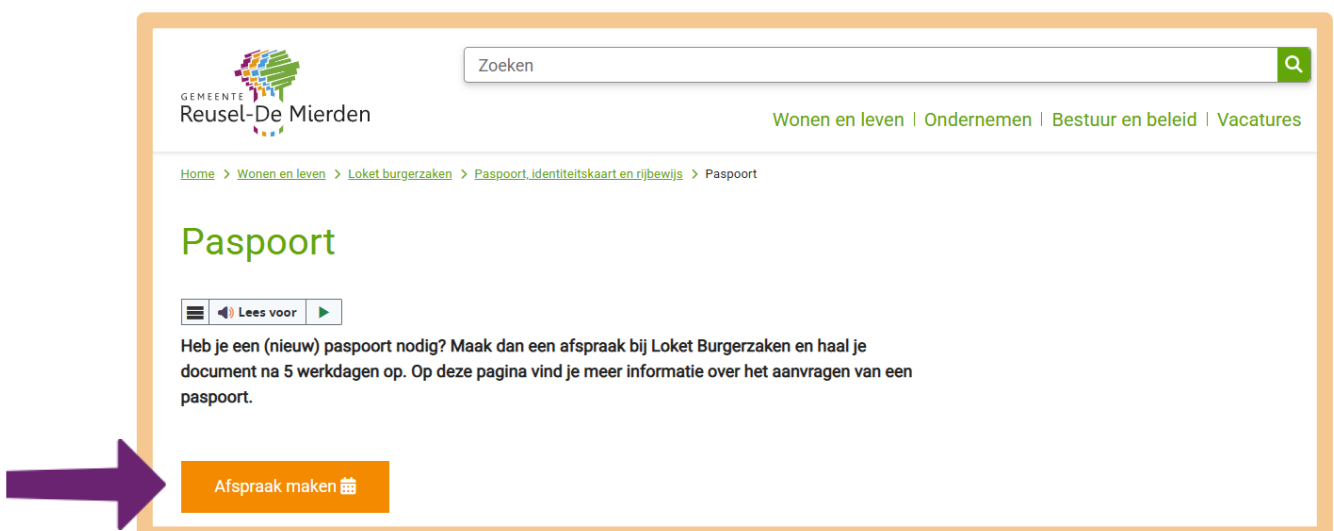 Zoeken
GEMEENTE
Reusel-De Mierden
Wonen en leven | Ondernemen | Bestuur en beleid | Vacatures
Home > Wonen en leven > Loket burgerzaken > Paspoort, identiteitskaart en rijbewijs > Paspoort
Paspoort
Lees voor
Heb je een (nieuw) paspoort nodig? Maak dan een afspraak bij Loket Burgerzaken en haal je
document na 5 werkdagen op. Op deze pagina vind je meer informatie over het aanvragen van een
paspoort.
Afspraak maken